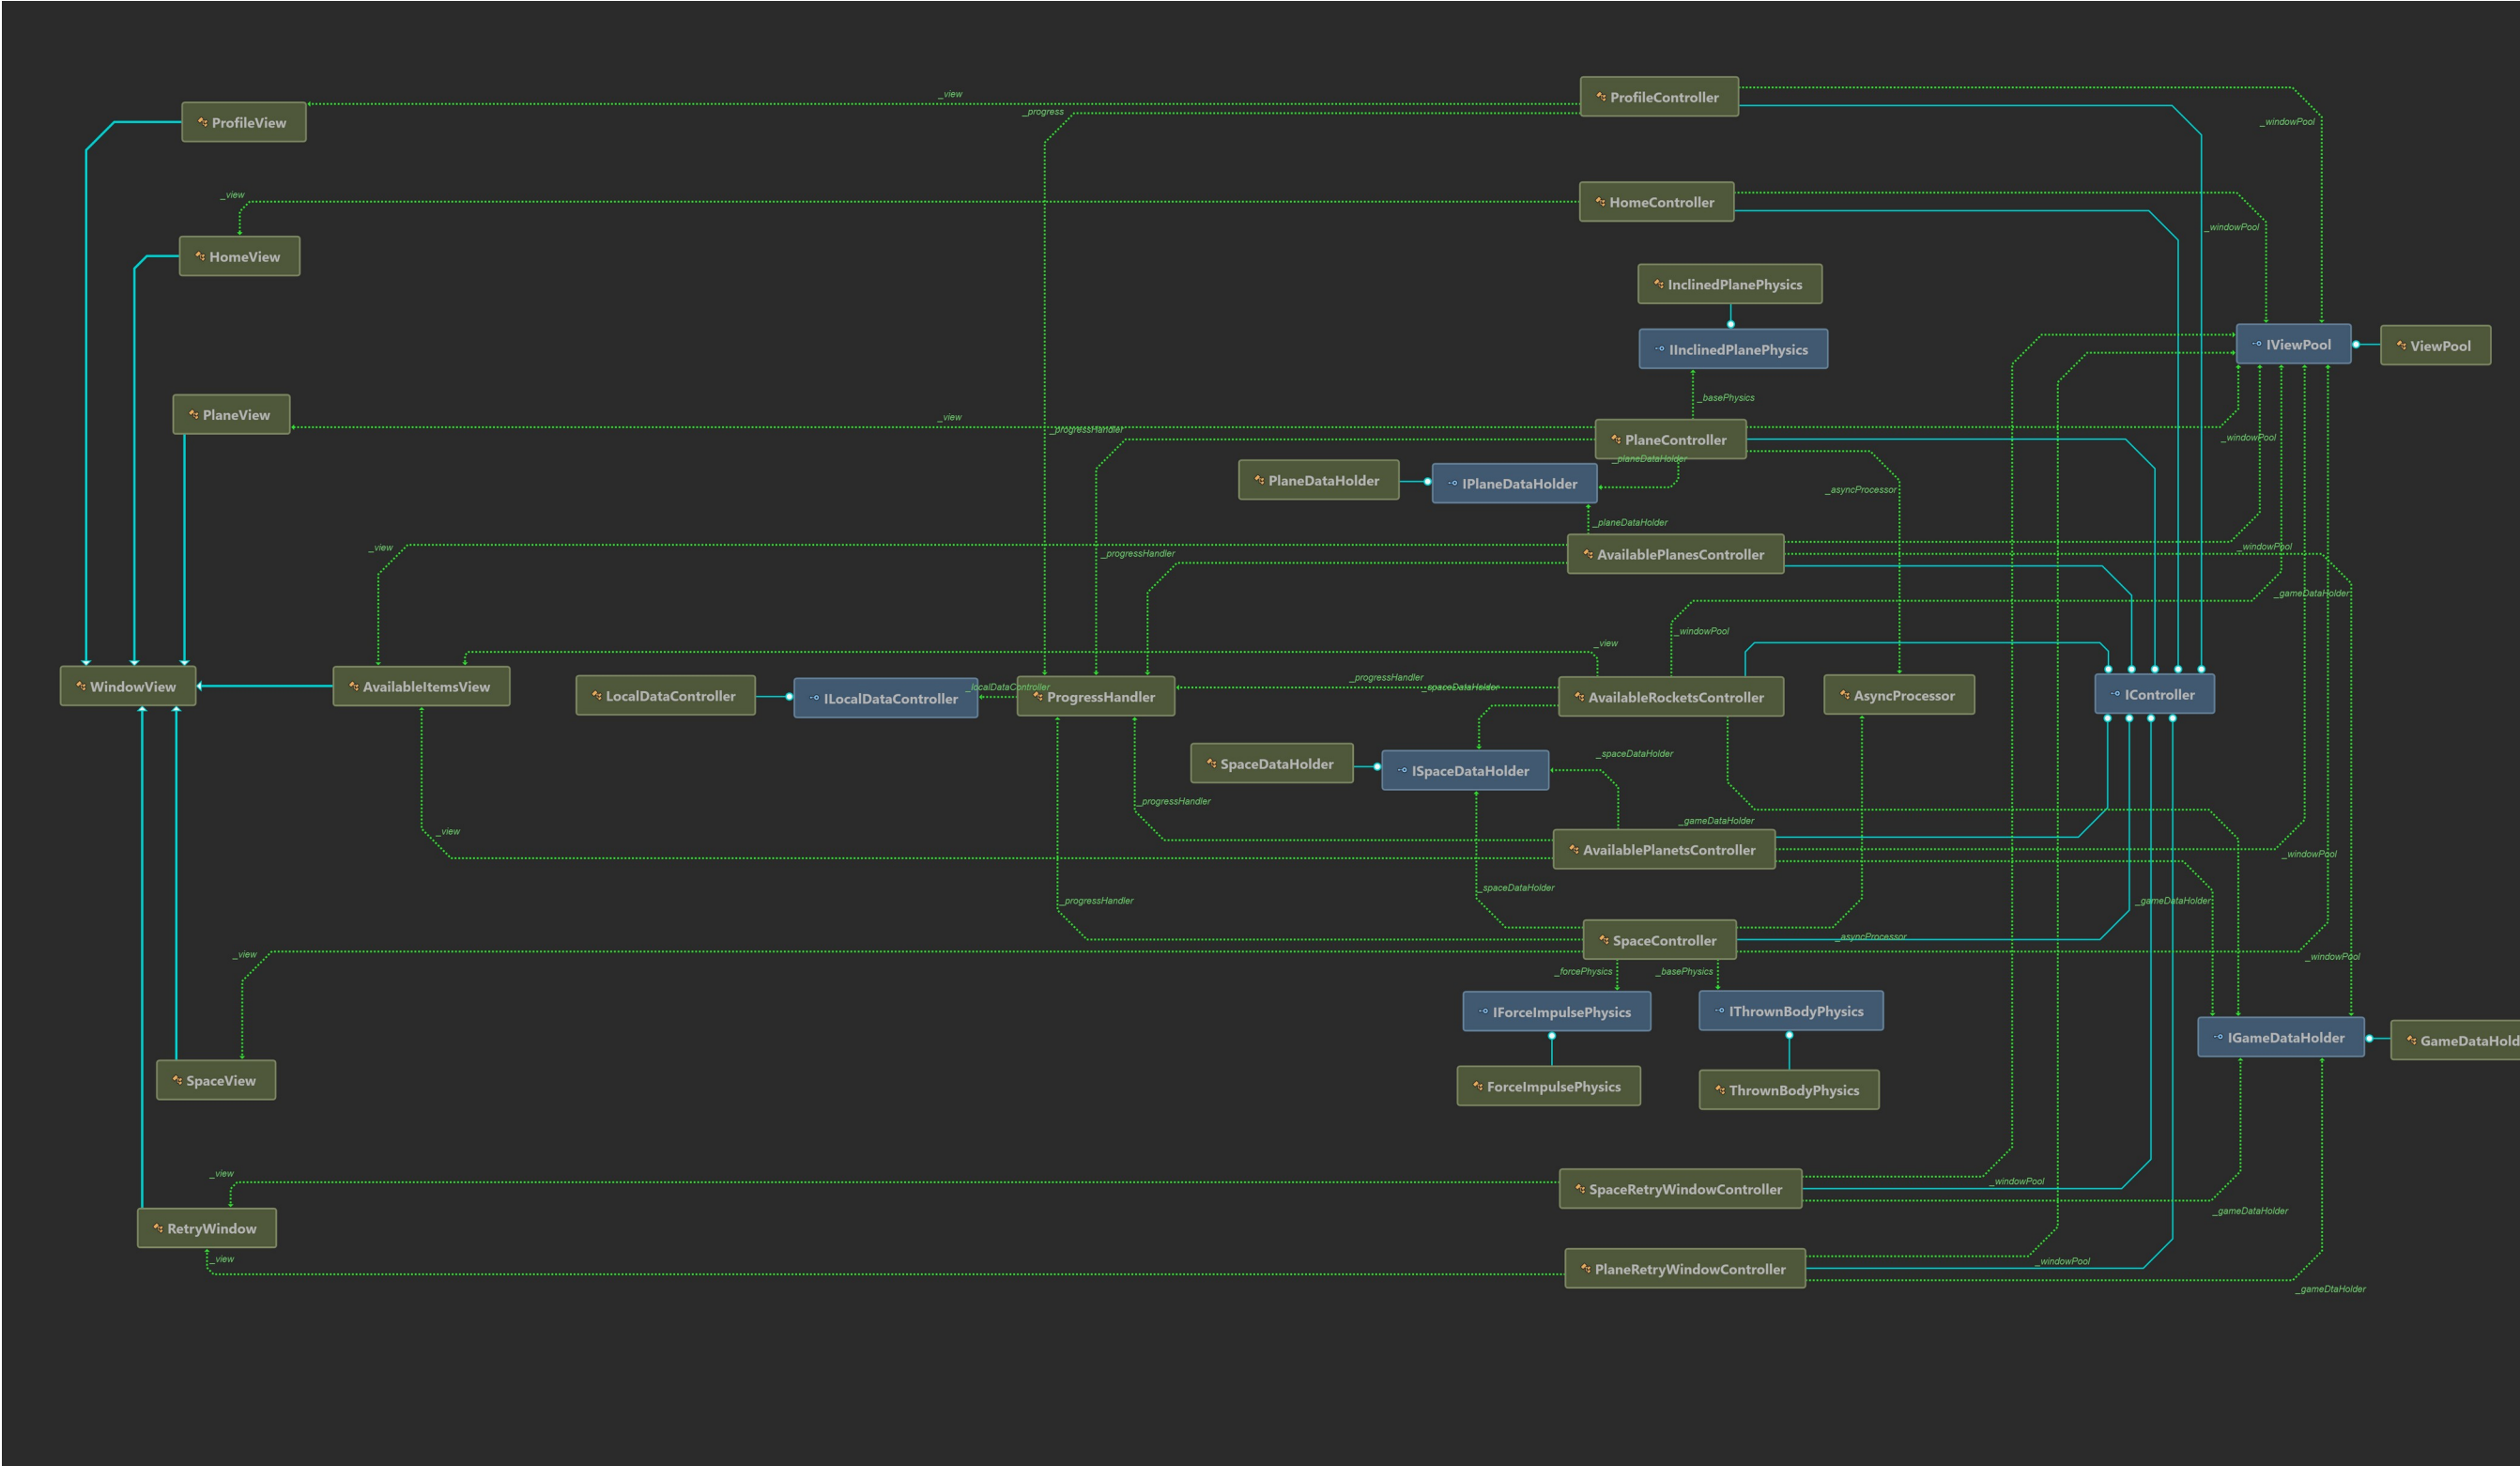 _view
ProfileController
_progress
ProfileView
_windowPool
_view
HomeController
_windowPool
HomeView
InclinedPlanePhysics
IInclinedPlanePhysics
IViewPool
ViewPool
_basePhysics
PlaneView
_view
_progressHandler
PlaneController
_windowPool
_planeDataHolder
PlaneDataHolder
IPlaneDataHolder
_asyncProcessor
_planeDataHolder
_view
_progressHandler
AvailablePlanesController
_windowPool
_gameDataHolder
_windowPool
_view
_progressHandler
WindowView
AvailableItemsView
LocalDataController
ILocalDataController
_localDataController
ProgressHandler
_spaceDataHolder
AvailableRocketsController
AsyncProcessor
IController
_spaceDataHolder
SpaceDataHolder
ISpaceDataHolder
_progressHandler
_gameDataHolder
_view
AvailablePlanetsController
_windowPool
_spaceDataHolder
_progressHandler
_gameDataHolder
SpaceController
_asyncProcessor
_view
_windowPool
_forcePhysics
_basePhysics
IForceImpulsePhysics
IThrownBodyPhysics
IGameDataHolder
GameDataHold
SpaceView
ForceImpulsePhysics
ThrownBodyPhysics
_view
SpaceRetryWindowController
_windowPool
_gameDataHolder
RetryWindow
_view
PlaneRetryWindowController
_windowPool
_gameDtaHolder